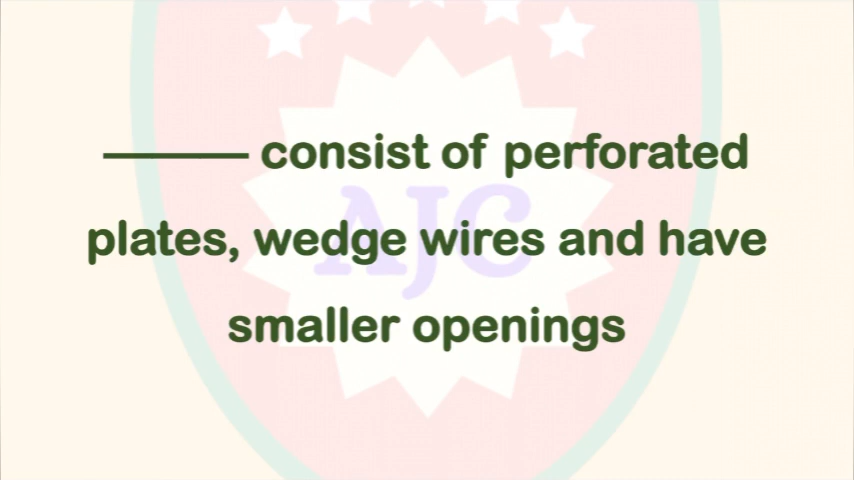 ———— consist of perforated
plates, wedge wires and have
smaller openings
AJC